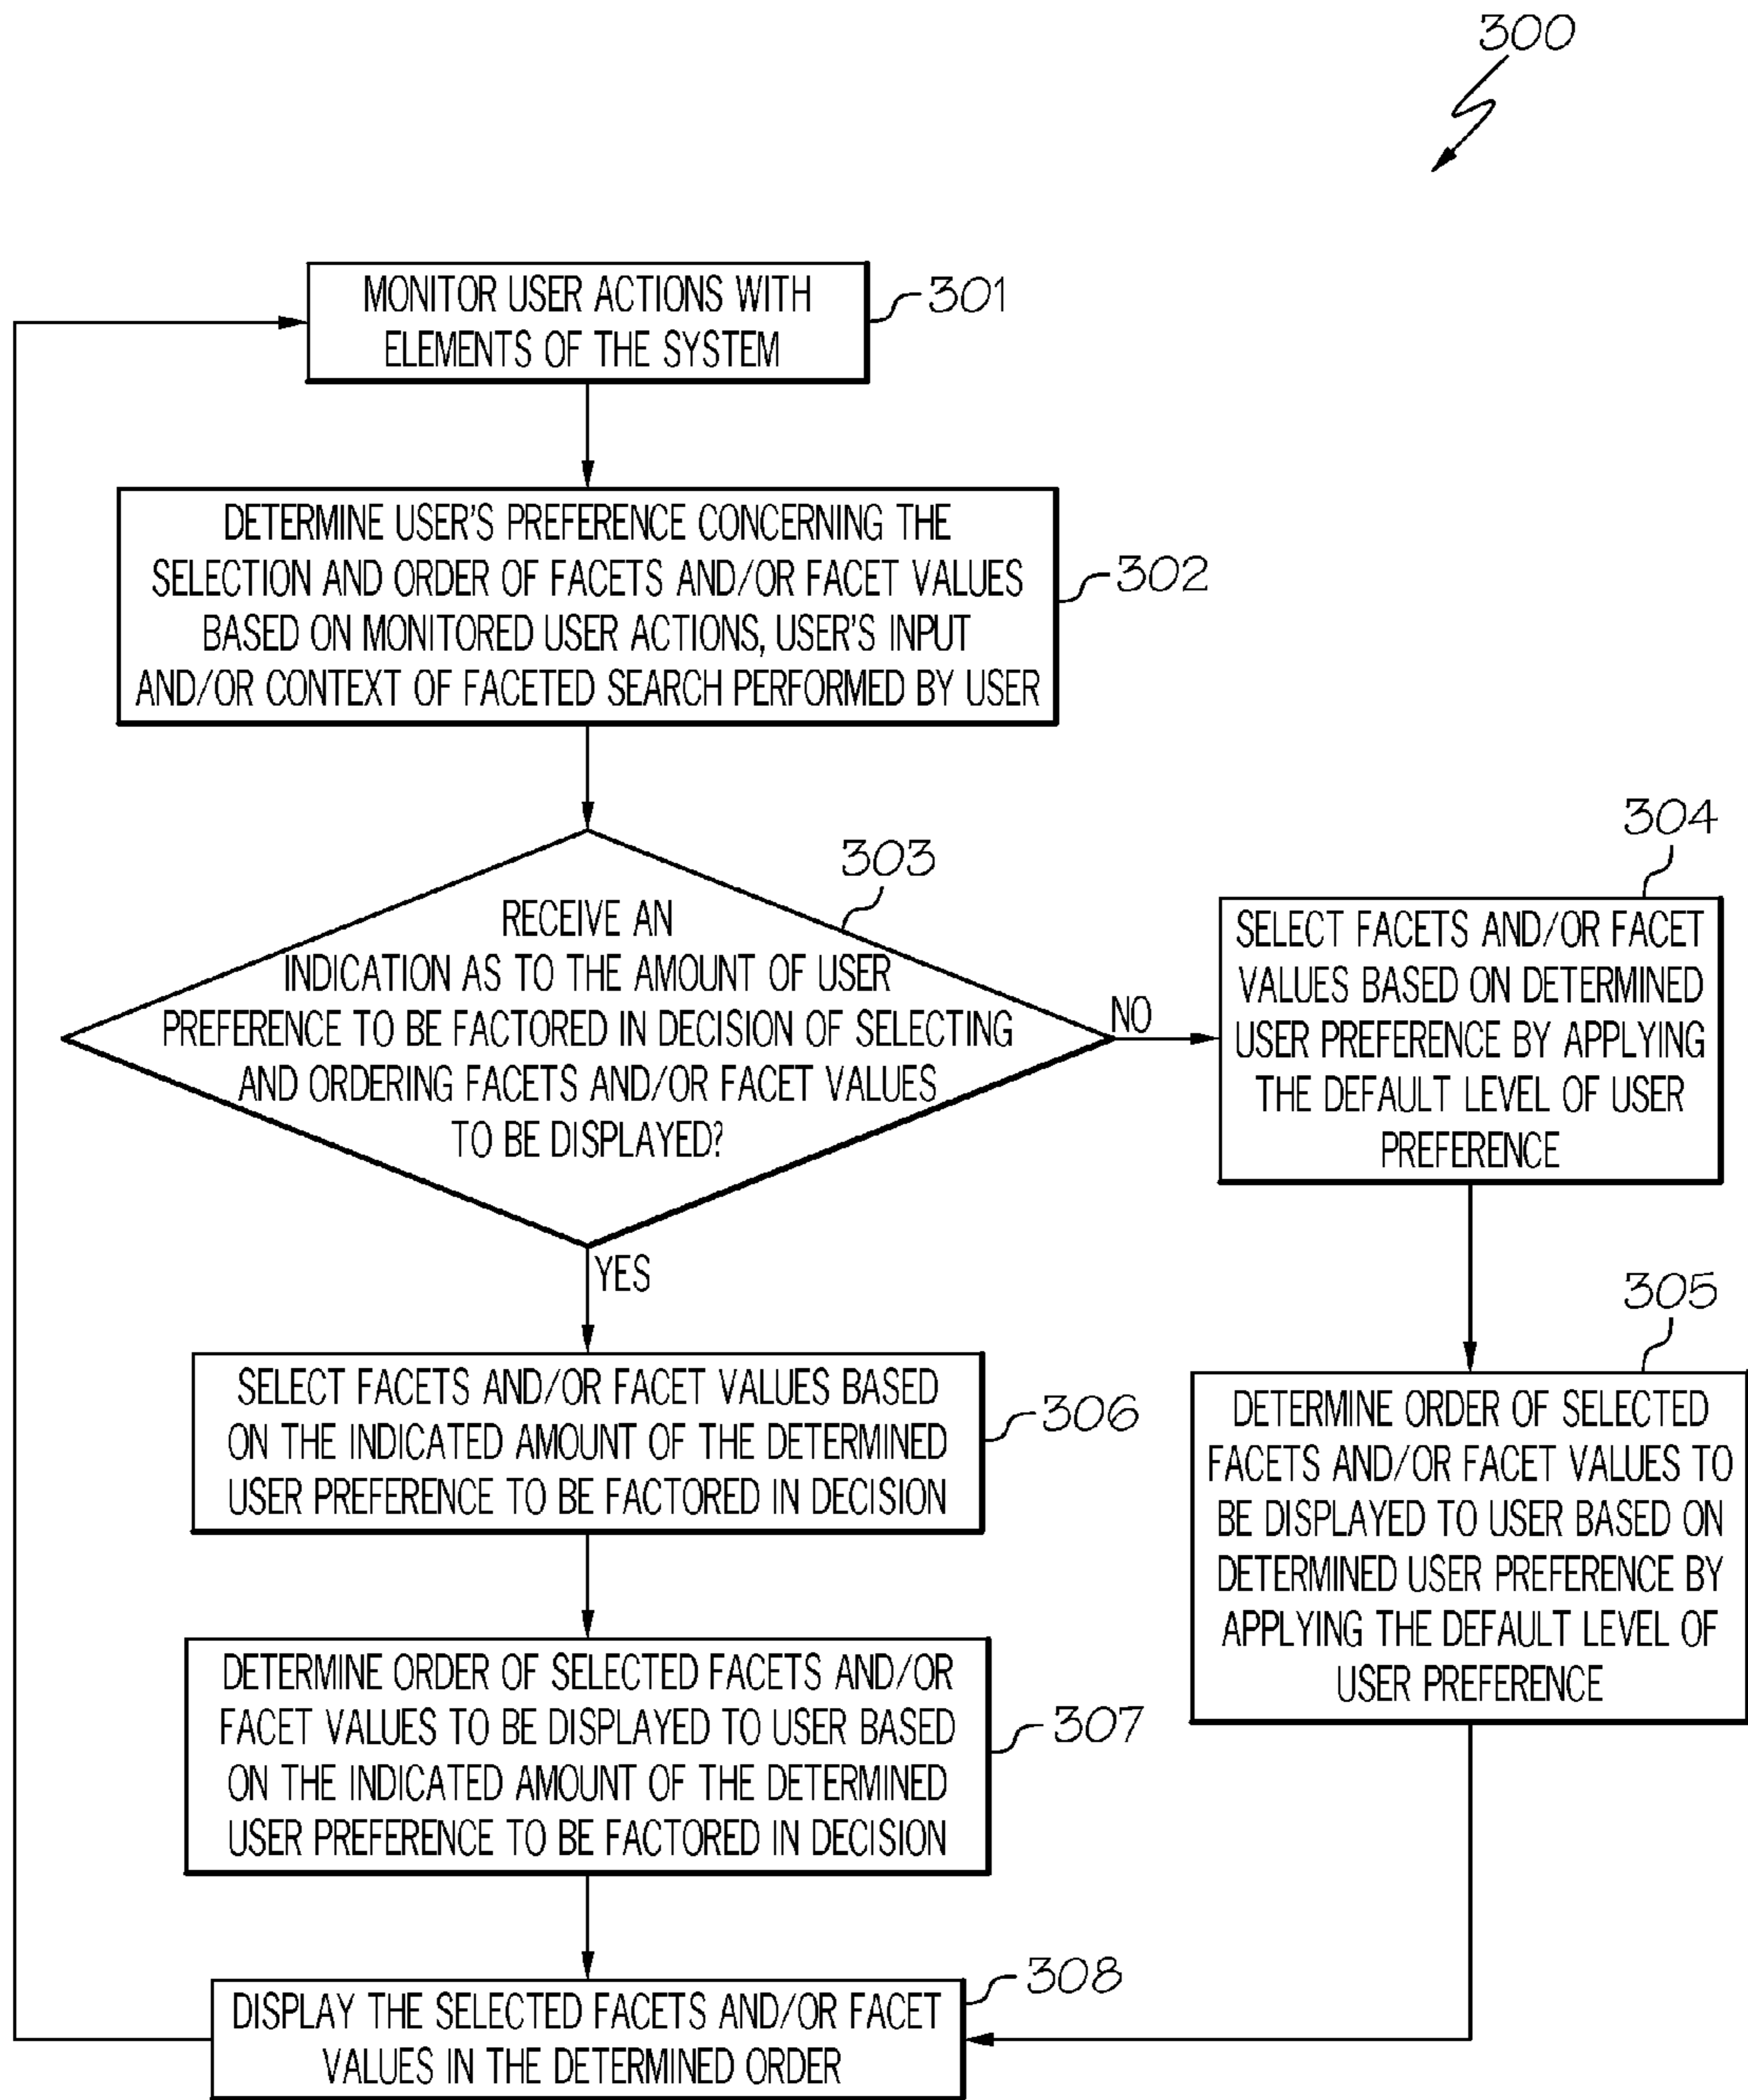 300
MONITOR USER ACTIONS WITH
ELEMENTS OF THE SYSTEM
301
DETERMINE USER'S PREFERENCE CONCERNING THE
SELECTION AND ORDER OF FACETS AND/OR FACET VALUES
BASED ON MONITORED USER ACTIONS, USER'S INPUT
AND/OR CONTEXT OF FACETED SEARCH PERFORMED BY USER
302
303
RECEIVE AN
INDICATION AS TO THE AMOUNT OF USER
PREFERENCE TO BE FACTORED IN DECISION OF SELECTING
AND ORDERING FACETS AND/OR FACET VALUES
TO BE DISPLAYED?
NO
YES
304
SELECT FACETS AND/OR FACET
VALUES BASED ON DETERMINED
USER PREFERENCE BY APPLYING
THE DEFAULT LEVEL OF USER
PREFERENCE
305
DETERMINE ORDER OF SELECTED
FACETS AND/OR FACET VALUES TO
BE DISPLAYED TO USER BASED ON
DETERMINED USER PREFERENCE BY
APPLYING THE DEFAULT LEVEL OF
USER PREFERENCE
SELECT FACETS AND/OR FACET VALUES BASED
ON THE INDICATED AMOUNT OF THE DETERMINED
USER PREFERENCE TO BE FACTORED IN DECISION
306
DETERMINE ORDER OF SELECTED FACETS AND/OR
FACET VALUES TO BE DISPLAYED TO USER BASED
ON THE INDICATED AMOUNT OF THE DETERMINED
USER PREFERENCE TO BE FACTORED IN DECISION
307
DISPLAY THE SELECTED FACETS AND/OR FACET
VALUES IN THE DETERMINED ORDER
308